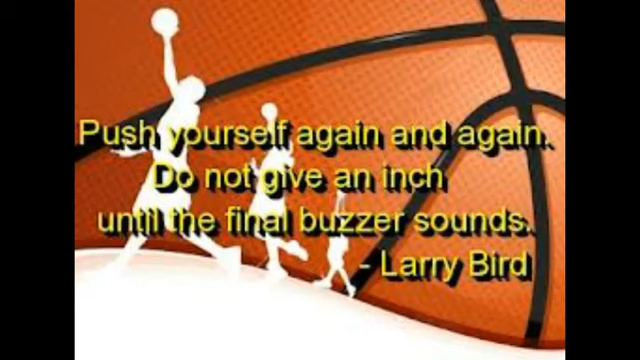 Push yourself again and again.
Do not give an inch
until the final buzzer sounds.
- Larry Bird